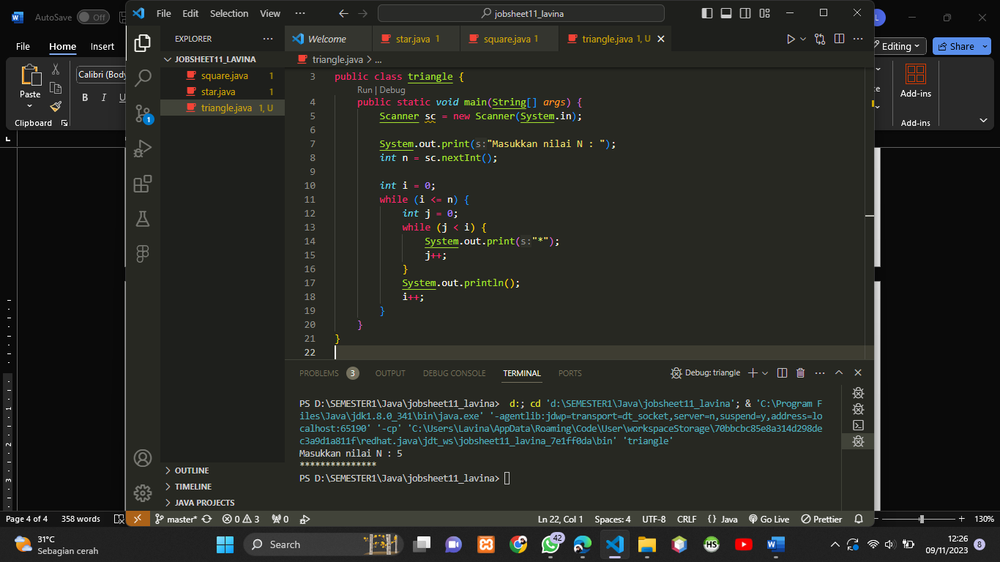 AutoSave
Off
File
Edit
Selection
View
jobsheet11_lavina
L
File
Home
Insert
Editing
Share
Calibri (Body
B
I
U
Paste
Clipboard
Add-ins
Add-ins
EXPLORER
JOBSHEET11_LAVINA
square.java 1
star.java 1
triangle.java 1, U
OUTLINE
TIMELINE
JAVA PROJECTS
1
Welcome
star.java 1
square.java 1
triangle.java 1, U
triangle.java > ...
3 public class triangle {
Run | Debug
4 public static void main(String[] args) {
5 Scanner sc = new Scanner(System.in);
6
7 System.out.print(s:"Masukkan nilai N : ");
8 int n = sc.nextInt();
9
10 int i = 0;
11 while (i <= n) {
12 int j = 0;
13 while (j < i) {
14 System.out.print(s:"*");
15 j++;
16 }
17 System.out.println();
18 i++;
19 }
20 }
21 }
22
PROBLEMS 3
OUTPUT
DEBUG CONSOLE
TERMINAL
PORTS
Debug: triangle
PS D:\SEMESTER1\Java\jobsheet11_lavina> d:; cd 'd:\SEMESTER1\Java\jobsheet11_lavina'; & 'C:\Program F
iles\Java\jdk1.8.0_341\bin\java.exe' '-agentlib:jdwp=transport=dt_socket,server=n,suspend=y,address=lo
calhost:65190' '-cp' 'C:\Users\Lavina\AppData\Roaming\Code\User\workspaceStorage\70bbcbc85e8a314d298de
c3a9d1a811f\redhat.java\jdt_ws\jobsheet11_lavina_7e1ff0da\bin' 'triangle'
Masukkan nilai N : 5
***************
PS D:\SEMESTER1\Java\jobsheet11_lavina>
1
2
3
master*
0
3
0
Ln 22, Col 1
Spaces: 4
UTF-8
CRLF
{} Java
Go Live
Prettier
Page 4 of 4
358 words
130%
31°C
Sebagian cerah
Search
42
HS
W
12:26
09/11/2023
8